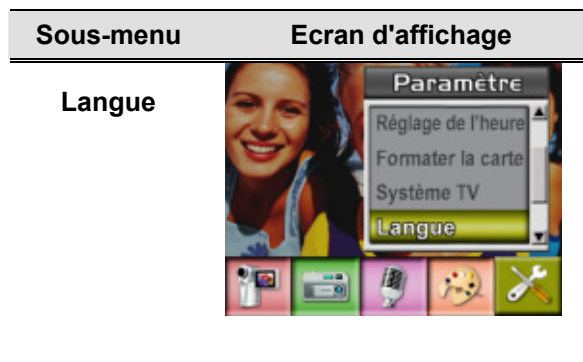 Sous-menu Ecran d'affichage
Langue
Paramètre
Réglage de l'heure
Formater la carte
Système TV
Langue